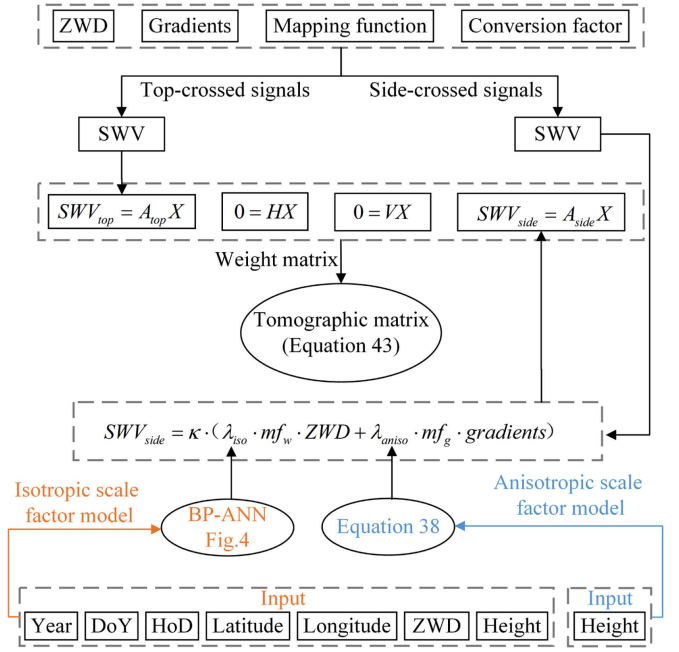 ZWD Gradients Mapping function Conversion factor
Top-crossed signals Side-crossed signals
SWV SWV
SWV_top = A_top X 0 = HX 0 = VX SWV_side = A_side X
Weight matrix
Tomographic matrix
(Equation 43)
SWV_side = κ·(λ_iso · mf_w · ZWD + λ_aniso · mf_g · gradients)
Isotropic scale
factor model
BP-ANN
Fig.4
Equation 38
Anisotropic scale
factor model
Input
Year DoY HoD Latitude Longitude ZWD Height
Input
Height